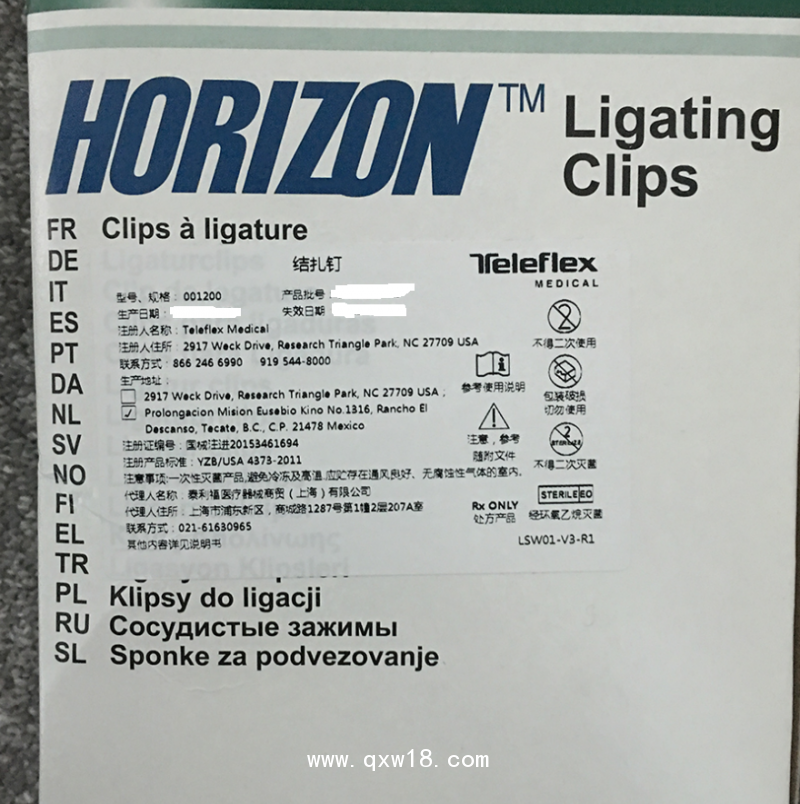 HORIZON™ Ligating Clips
FR Clips à ligature
DE
IT
ES
PT
DA
NL
SV
NO
FI
EL
TR
PL Klipsy do ligacji
RU Сосудистые зажимы
SL Sponke za podvezovanje
结扎钉
Teleflex
MEDICAL
型号、规格：001200 产品批号：
生产日期： 失效日期：
注册人名称：Teleflex Medical
注册人住所：2917 Weck Drive, Research Triangle Park, NC 27709 USA
联系方式：866 246 6990 919 544-8000
生产地址：
2917 Weck Drive, Research Triangle Park, NC 27709 USA；
✓ Prolongacion Mision Eusebio Kino No.1316, Rancho El
Descanso, Tecate, B.C., C.P. 21478 Mexico
注册证编号：国械注进20153461694
注册产品标准：YZB/USA 4373-2011
注意事项:一次性灭菌产品,避免冷冻及高温,应贮存在通风良好、无腐蚀性气体的室内。
代理人名称：泰利福医疗器械商贸（上海）有限公司
代理人住所：上海市浦东新区，商城路1287号第1幢2层207A室
联系方式：021-61630965
其他内容详见说明书
2
不得二次使用
参考使用说明
包装破损
切勿使用
注意，参考
随附文件
2
STERILIZE
不得二次灭菌
Rx ONLY
处方产品
STERILE EO
经环氧乙烷灭菌
LSW01-V3-R1
www.qxw18.com